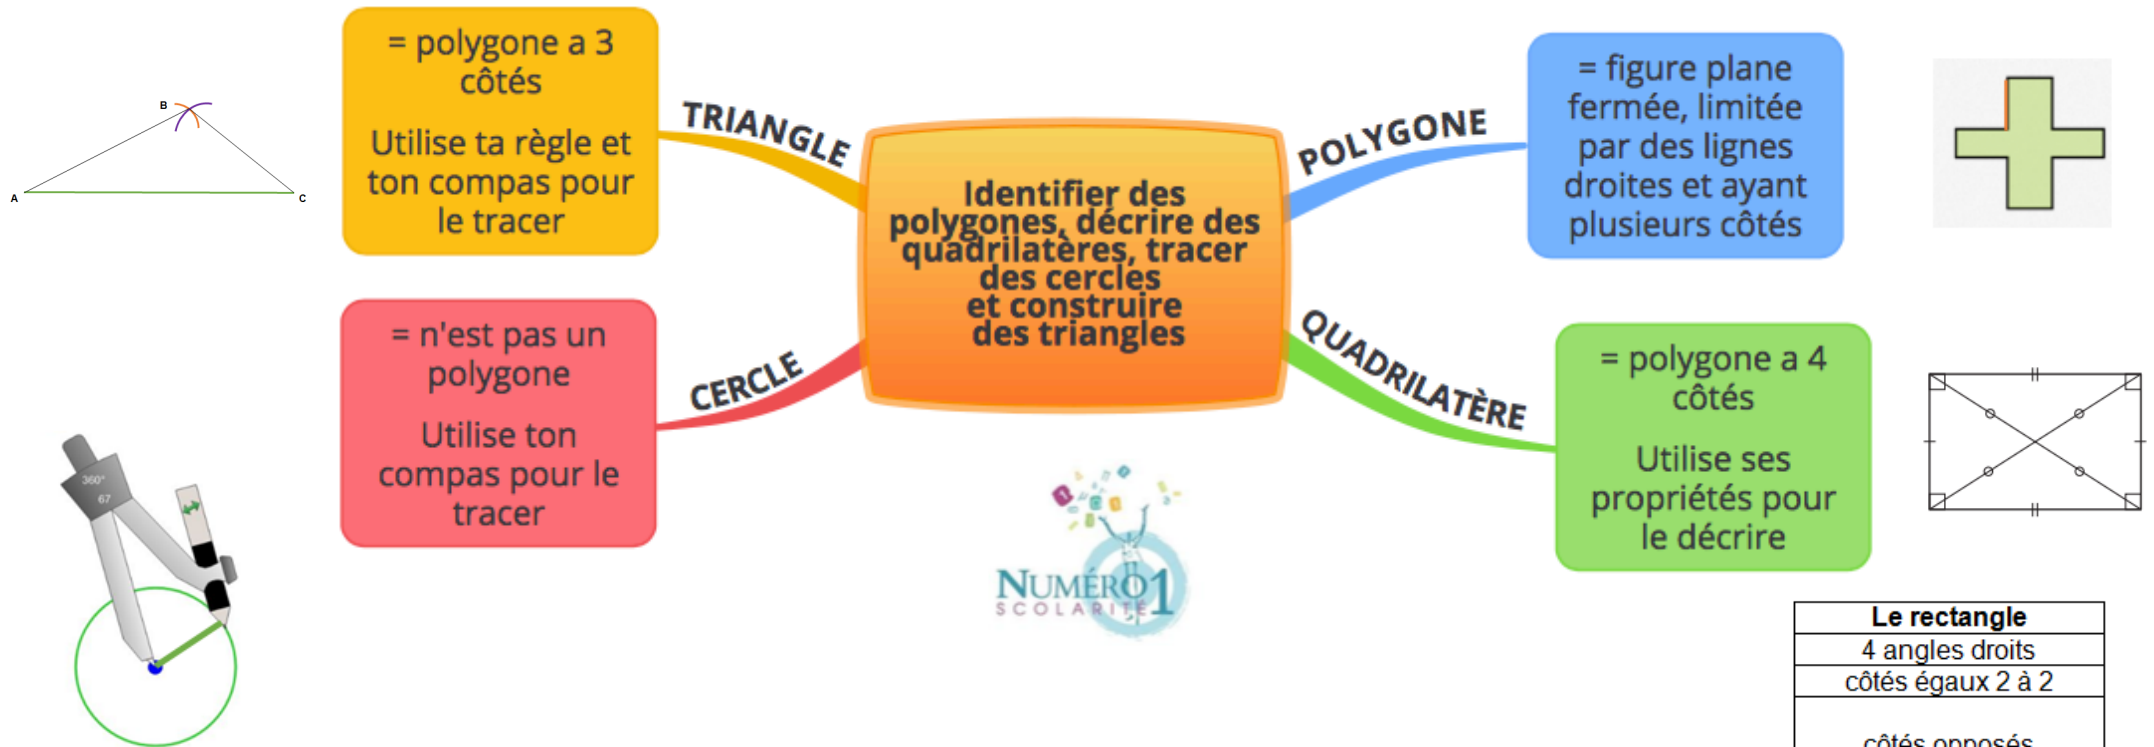 = polygone a 3
côtés
Utilise ta règle et
ton compas pour
le tracer
TRIANGLE
B
A
C
= n'est pas un
polygone
Utilise ton
compas pour le
tracer
CERCLE
360°
67
Identifier des
polygones, décrire des
quadrilatères, tracer
des cercles
et construire
des triangles
NUMÉRO1
SCOLARITÉ
POLYGONE
= figure plane
fermée, limitée
par des lignes
droites et ayant
plusieurs côtés
QUADRILATÈRE
= polygone a 4
côtés
Utilise ses
propriétés pour
le décrire
Le rectangle
4 angles droits
côtés égaux 2 à 2
côtés opposés